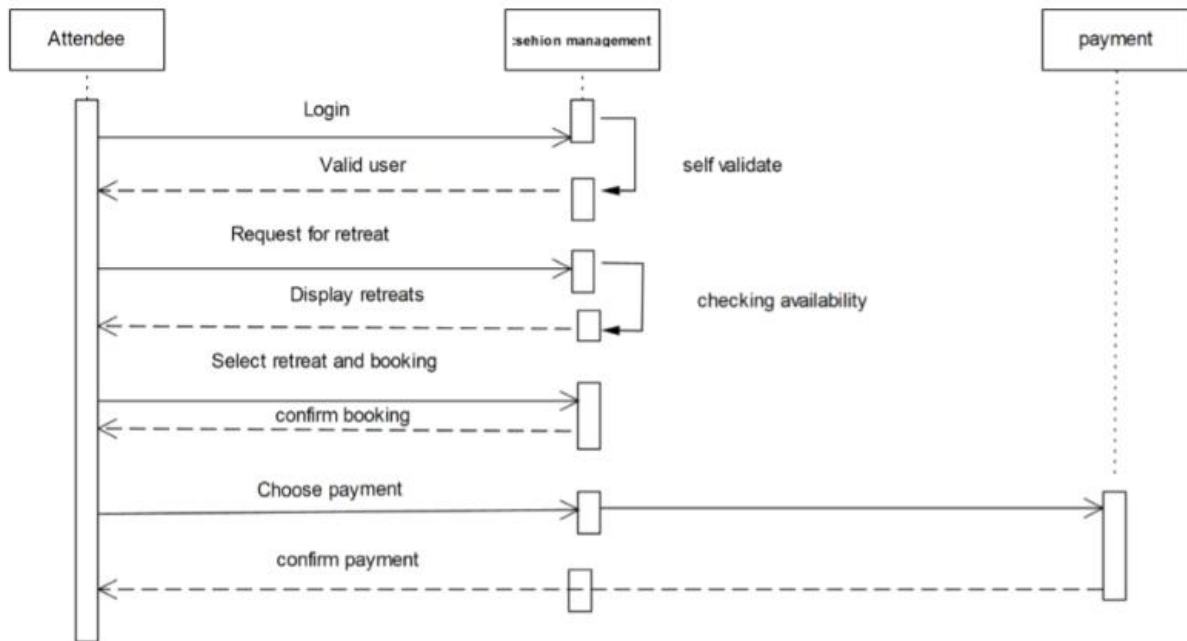 Attendee
:sehion management
payment
Login
Valid user
self validate
Request for retreat
Display retreats
checking availability
Select retreat and booking
confirm booking
Choose payment
confirm payment